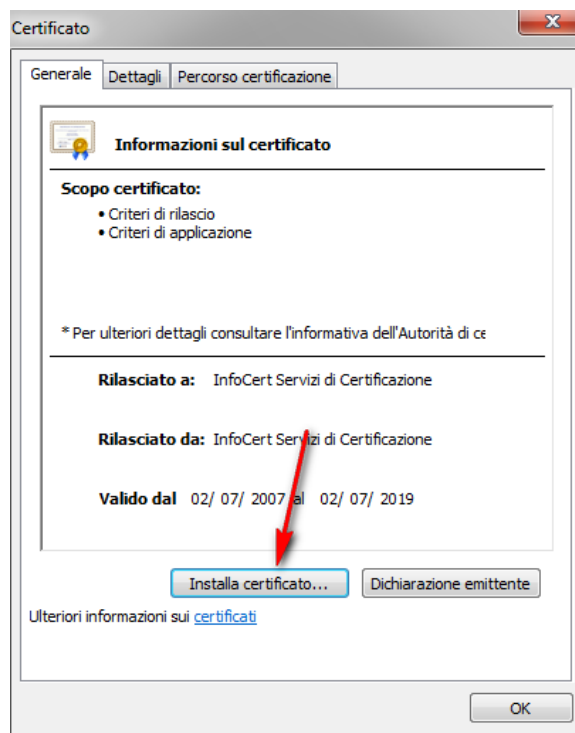 Certificato
Generale
Dettagli
Percorso certificazione
Informazioni sul certificato
Scopo certificato:
• Criteri di rilascio
• Criteri di applicazione
* Per ulteriori dettagli consultare l'informativa dell'Autorità di ce
Rilasciato a: InfoCert Servizi di Certificazione
Rilasciato da: InfoCert Servizi di Certificazione
Valido dal 02/ 07/ 2007 al 02/ 07/ 2019
Installa certificato... Dichiarazione emittente
Ulteriori informazioni sui certificati
OK